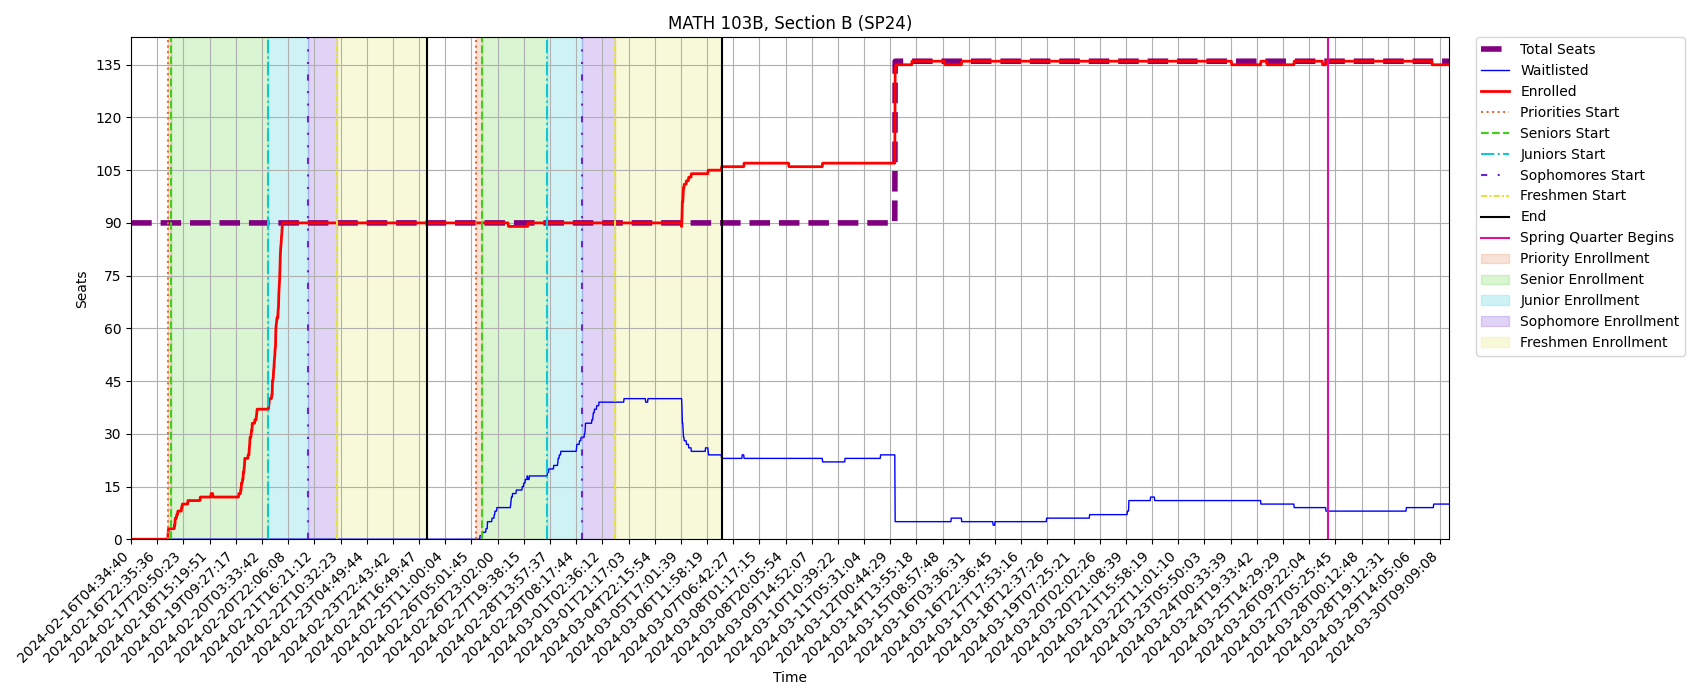 MATH 103B, Section B (SP24)
Seats
135
120
105
90
75
60
45
30
15
0
2024-02-16T04:34:40
2024-02-16T22:35:36
2024-02-17T20:50:23
2024-02-18T15:19:51
2024-02-19T09:27:17
2024-02-20T03:33:42
2024-02-20T22:06:08
2024-02-21T16:21:12
2024-02-22T10:32:23
2024-02-23T04:49:44
2024-02-23T22:43:42
2024-02-24T16:49:47
2024-02-25T11:00:04
2024-02-26T05:01:45
2024-02-26T23:02:00
2024-02-27T19:38:15
2024-02-28T13:57:37
2024-02-29T08:17:44
2024-03-01T02:36:12
2024-03-01T21:17:03
2024-03-04T22:15:54
2024-03-05T17:01:39
2024-03-06T11:58:19
2024-03-07T06:42:27
2024-03-08T01:17:15
2024-03-08T20:05:54
2024-03-09T14:52:07
2024-03-10T10:39:22
2024-03-11T05:31:04
2024-03-12T00:44:29
2024-03-14T13:55:18
2024-03-15T08:57:48
2024-03-16T03:36:31
2024-03-16T22:36:45
2024-03-17T17:53:16
2024-03-18T12:37:26
2024-03-19T07:25:21
2024-03-20T02:02:26
2024-03-20T21:08:39
2024-03-21T15:58:19
2024-03-22T11:01:10
2024-03-23T05:50:03
2024-03-24T00:33:39
2024-03-24T19:33:42
2024-03-25T14:29:29
2024-03-26T09:22:04
2024-03-27T05:25:45
2024-03-28T00:12:48
2024-03-28T19:12:31
2024-03-29T14:05:06
2024-03-30T09:09:08
Time
Total Seats
Waitlisted
Enrolled
Priorities Start
Seniors Start
Juniors Start
Sophomores Start
Freshmen Start
End
Spring Quarter Begins
Priority Enrollment
Senior Enrollment
Junior Enrollment
Sophomore Enrollment
Freshmen Enrollment